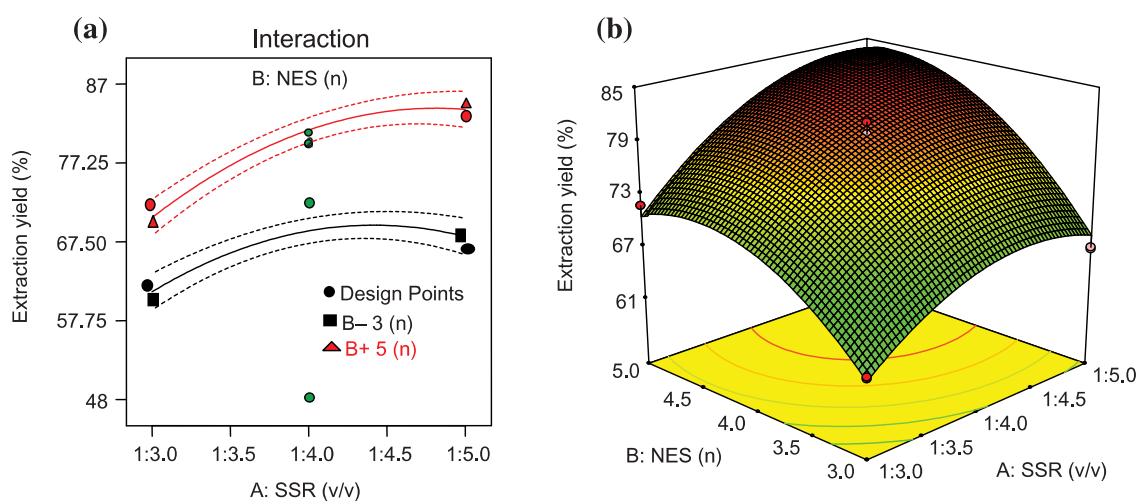 (a)
Interaction
B: NES (n)
87
77.25
67.50
57.75
48
Extraction yield (%)
Design Points
B– 3 (n)
B+ 5 (n)
1:3.0 1:3.5 1:4.0 1:4.5 1:5.0
A: SSR (v/v)
(b)
85
79
73
67
61
Extraction yield (%)
5.0 4.5 4.0 3.5 3.0
B: NES (n)
1:3.0 1:3.5 1:4.0 1:4.5 1:5.0
A: SSR (v/v)